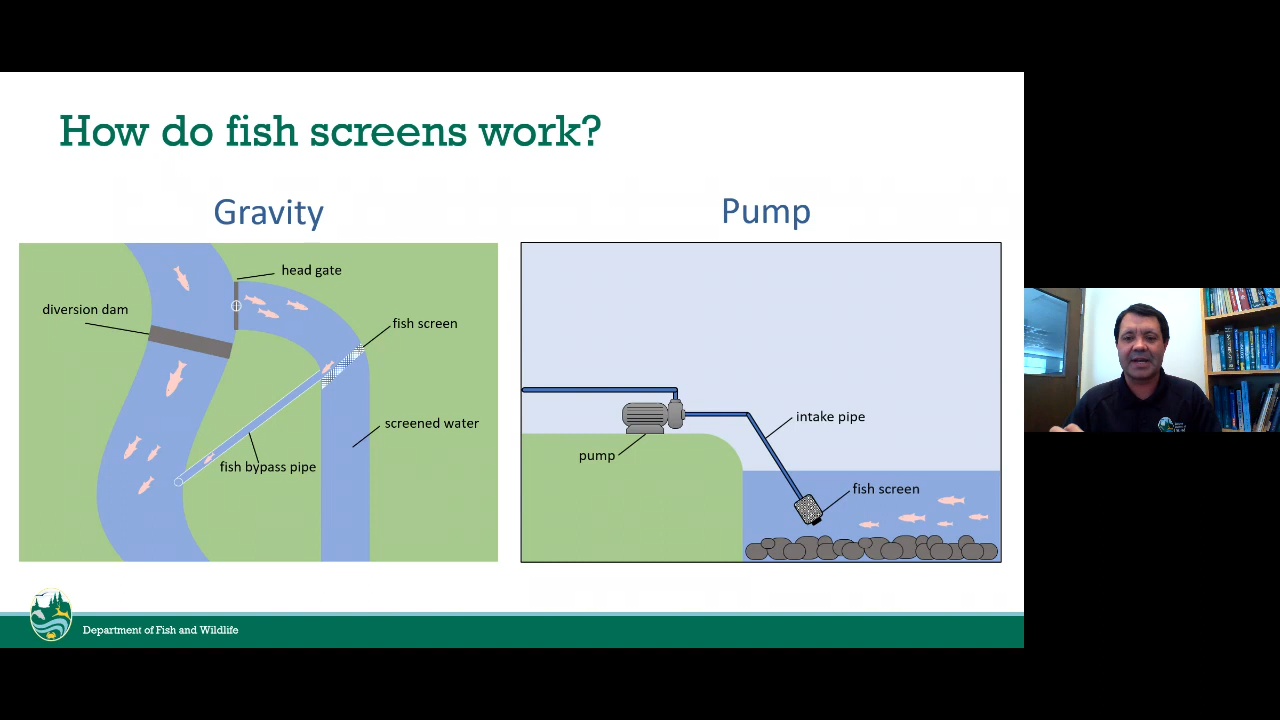 How do fish screens work?
Gravity
head gate
diversion dam
fish screen
screened water
fish bypass pipe
Pump
intake pipe
pump
fish screen
Department of Fish and Wildlife